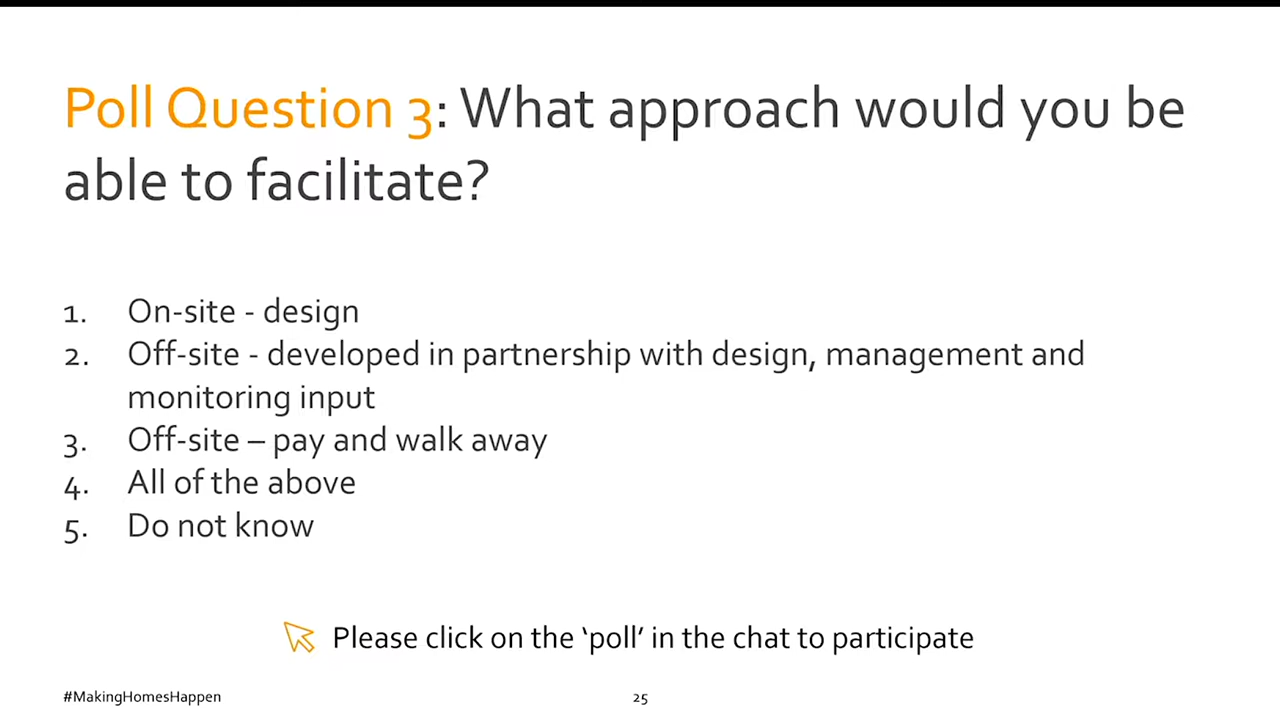 Poll Question 3: What approach would you be
able to facilitate?
1. On-site - design
2. Off-site - developed in partnership with design, management and
monitoring input
3. Off-site – pay and walk away
4. All of the above
5. Do not know
Please click on the ‘poll’ in the chat to participate
#MakingHomesHappen
25